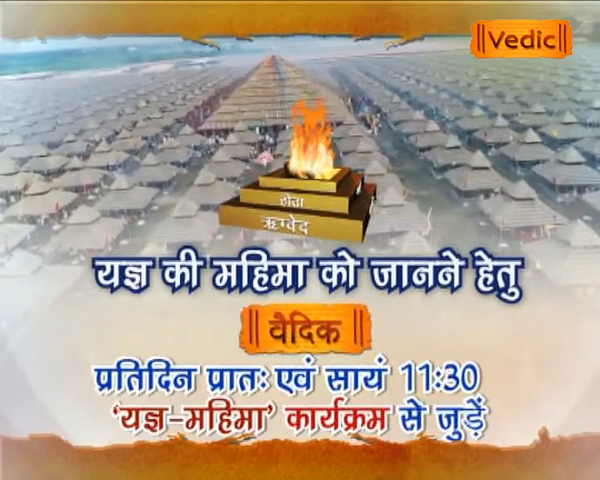 ॥Vedic॥
होता
ऋग्वेद
यज्ञ की महिमा को जानने हेतु
॥ वैदिक ॥
प्रतिदिन प्रातः एवं सायं 11:30
‘यज्ञ-महिमा’ कार्यक्रम से जुड़ें